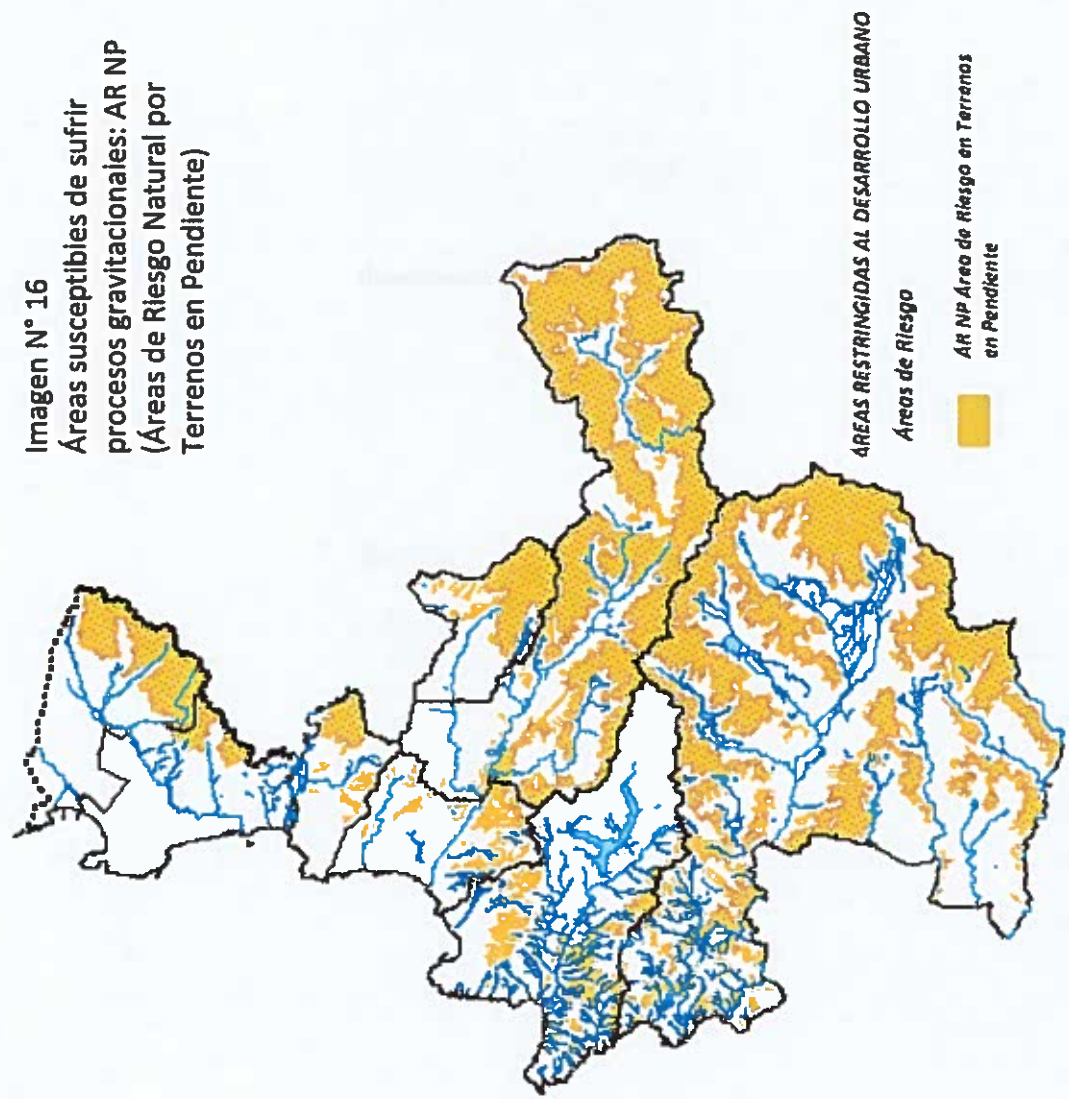 Imagen N° 16
Áreas susceptibles de sufrir
procesos gravitacionales: AR NP
(Áreas de Riesgo Natural por
Terrenos en Pendiente)
ÁREAS RESTRINGIDAS AL DESARROLLO URBANO
Áreas de Riesgo
AR NP Área de Riesgo en Terrenos
en Pendiente